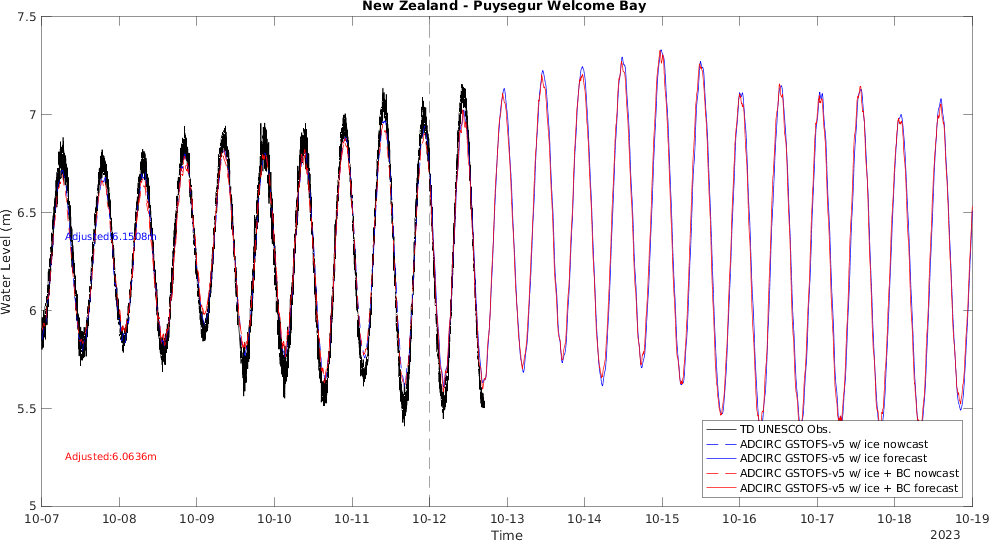 New Zealand - Puysegur Welcome Bay
7.5
7
6.5
6
5.5
5
Water Level (m)
Adjusted:6.1508m
Adjusted:6.0636m
TD UNESCO Obs.
ADCIRC GSTOFS-v5 w/ ice nowcast
ADCIRC GSTOFS-v5 w/ ice forecast
ADCIRC GSTOFS-v5 w/ ice + BC nowcast
ADCIRC GSTOFS-v5 w/ ice + BC forecast
10-07 10-08 10-09 10-10 10-11 10-12 10-13 10-14 10-15 10-16 10-17 10-18 10-19
Time
2023